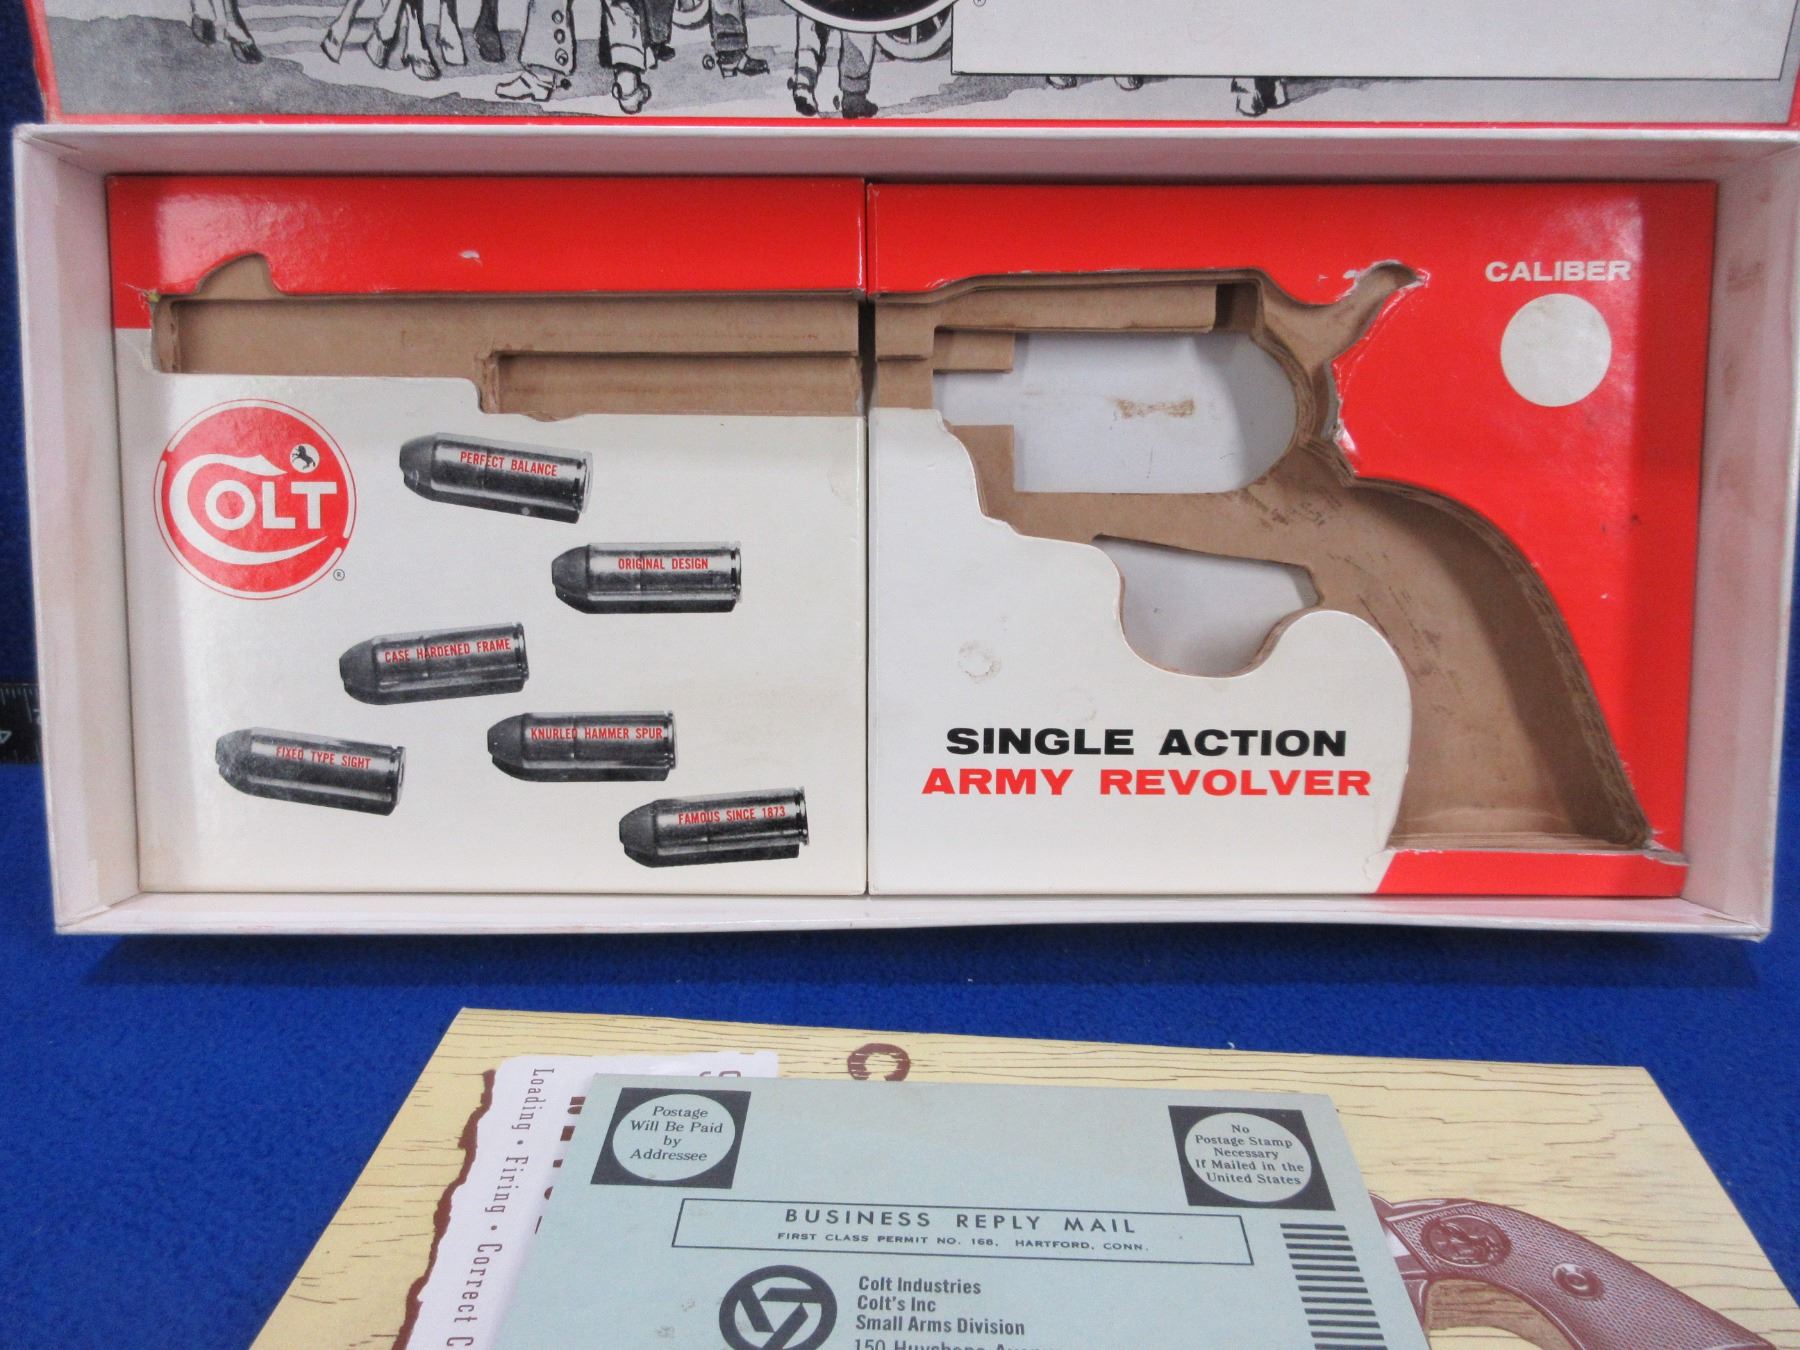 CALIBER
COLT
®
PERFECT BALANCE
ORIGINAL DESIGN
CASE HARDENED FRAME
KNURLED HAMMER SPUR
FIXED TYPE SIGHT
FAMOUS SINCE 1873
SINGLE ACTION
ARMY REVOLVER
Loading • Firing • Correct C
Postage
Will Be Paid
by
Addressee
No
Postage Stamp
Necessary
If Mailed in the
United States
BUSINESS REPLY MAIL
FIRST CLASS PERMIT NO. 168, HARTFORD, CONN.
Colt Industries
Colt's Inc
Small Arms Division
150